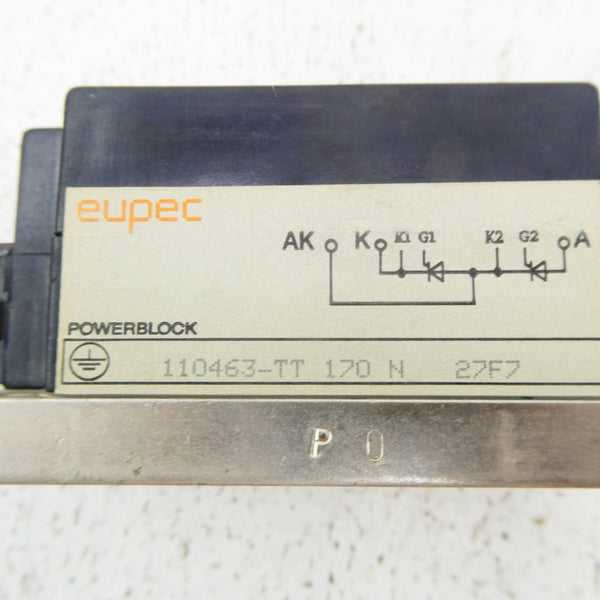 eupec
AK K K1 G1 K2 G2 A
POWERBLOCK
110463-TT 170 N 27F7
P 0